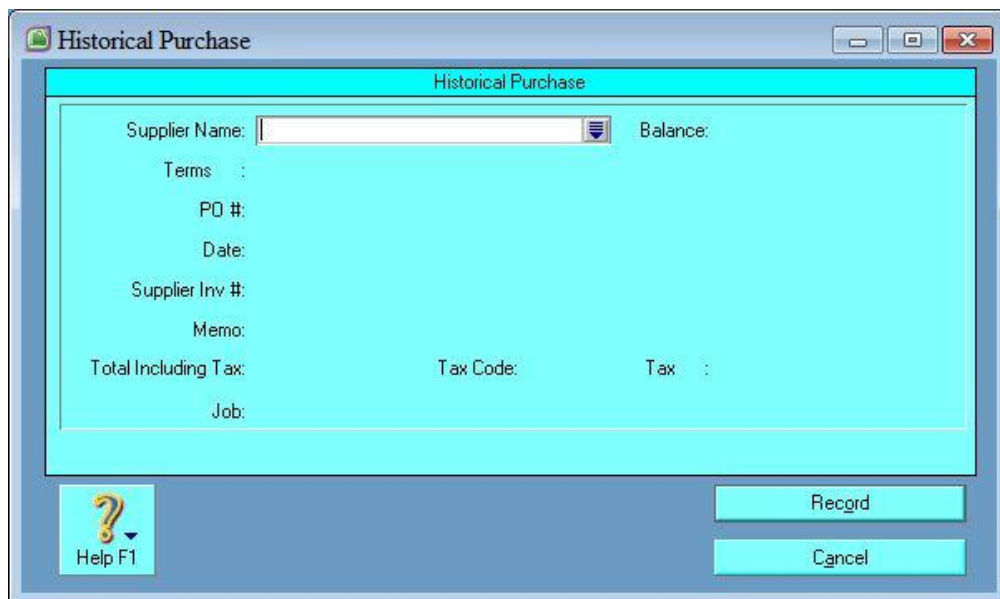 Historical Purchase
Historical Purchase
Supplier Name: Balance:
Terms :
PO #:
Date:
Supplier Inv #:
Memo:
Total Including Tax: Tax Code: Tax :
Job:
Record
Help F1
Cancel